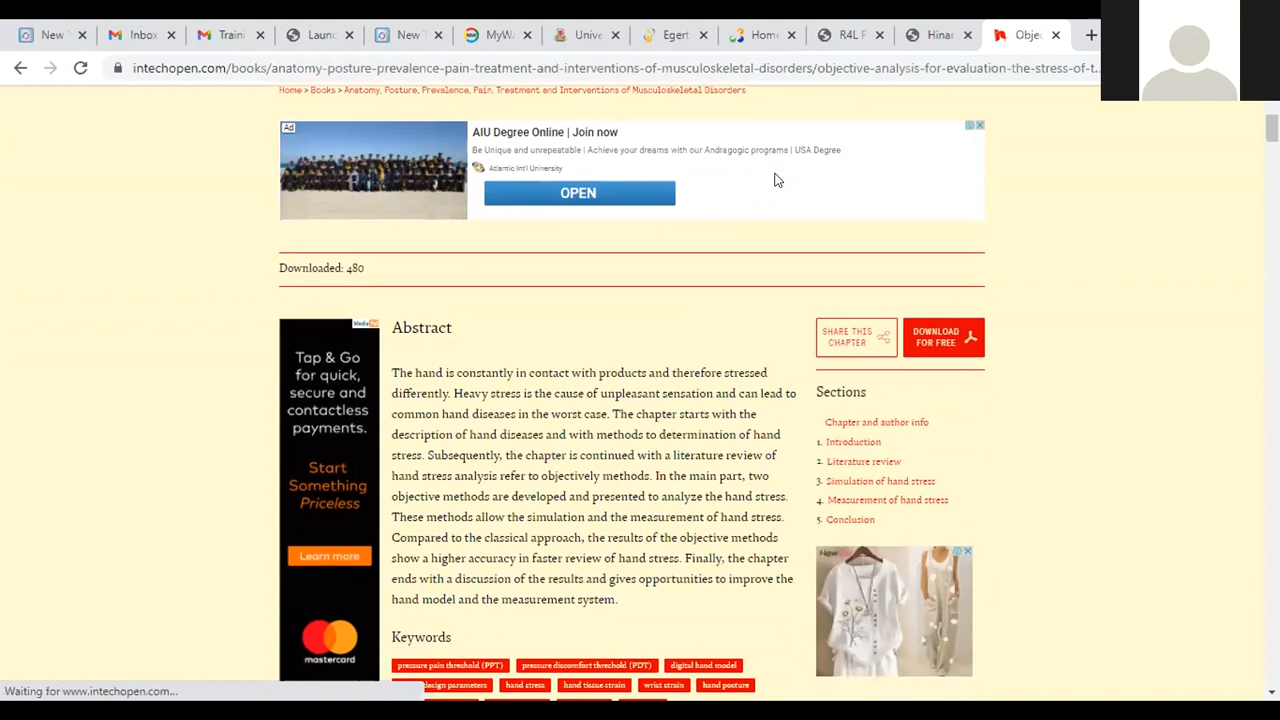 New T
Inbox
Traini
Launc
New T
MyWa
Unive
Egert
Home
R4L P
Hinar
Objec
intechopen.com/books/anatomy-posture-prevalence-pain-treatment-and-interventions-of-musculoskeletal-disorders/objective-analysis-for-evaluation-the-stress-of-t...
Home > Books > Anatomy, Posture, Prevalence, Pain, Treatment and Interventions of Musculoskeletal Disorders
Ad
AIU Degree Online | Join now
Be Unique and unrepeatable | Achieve your dreams with our Andragogic programs | USA Degree
Atlantic Int'l University
OPEN
Downloaded: 480
Tap & Go
for quick,
secure and
contactless
payments.
Start
Something
Priceless
Learn more
mastercard
Abstract
The hand is constantly in contact with products and therefore stressed
differently. Heavy stress is the cause of unpleasant sensation and can lead to
common hand diseases in the worst case. The chapter starts with the
description of hand diseases and with methods to determination of hand
stress. Subsequently, the chapter is continued with a literature review of
hand stress analysis refer to objectively methods. In the main part, two
objective methods are developed and presented to analyze the hand stress.
These methods allow the simulation and the measurement of hand stress.
Compared to the classical approach, the results of the objective methods
show a higher accuracy in faster review of hand stress. Finally, the chapter
ends with a discussion of the results and gives opportunities to improve the
hand model and the measurement system.
Keywords
pressure pain threshold (PPT)
pressure discomfort threshold (PDT)
digital hand model
design parameters
hand stress
hand tissue strain
wrist strain
hand posture
SHARE THIS
CHAPTER
DOWNLOAD
FOR FREE
Sections
Chapter and author info
1. Introduction
2. Literature review
3. Simulation of hand stress
4. Measurement of hand stress
5. Conclusion
New
Waiting for www.intechopen.com...